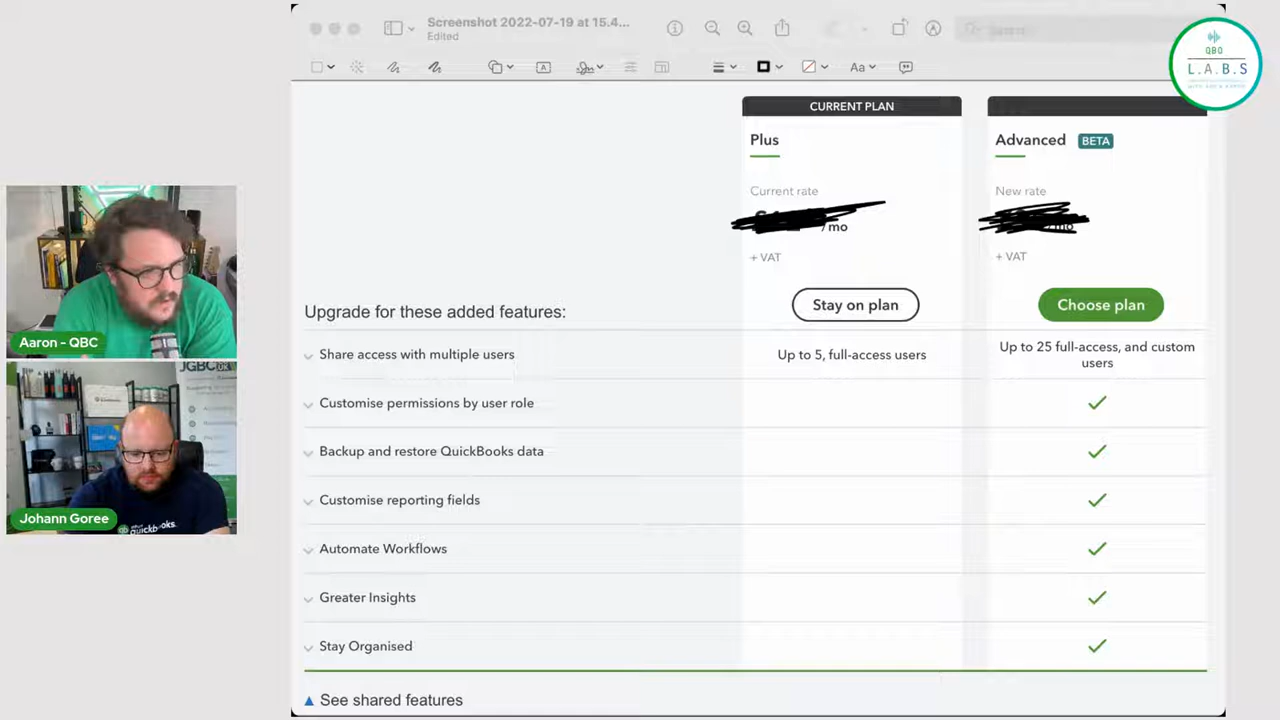 Screenshot 2022-07-19 at 15.4...
Edited
Aa
QBO
L.A.B.S
CURRENT PLAN
Plus
Advanced BETA
Current rate
New rate
/mo
/mo
+ VAT
+ VAT
Stay on plan
Choose plan
Upgrade for these added features:
Share access with multiple users
Up to 5, full-access users
Up to 25 full-access, and custom
users
Customise permissions by user role
Backup and restore QuickBooks data
Customise reporting fields
Automate Workflows
Greater Insights
Stay Organised
See shared features
Aaron - QBC
JGBC
quickbooks
Johann Goree